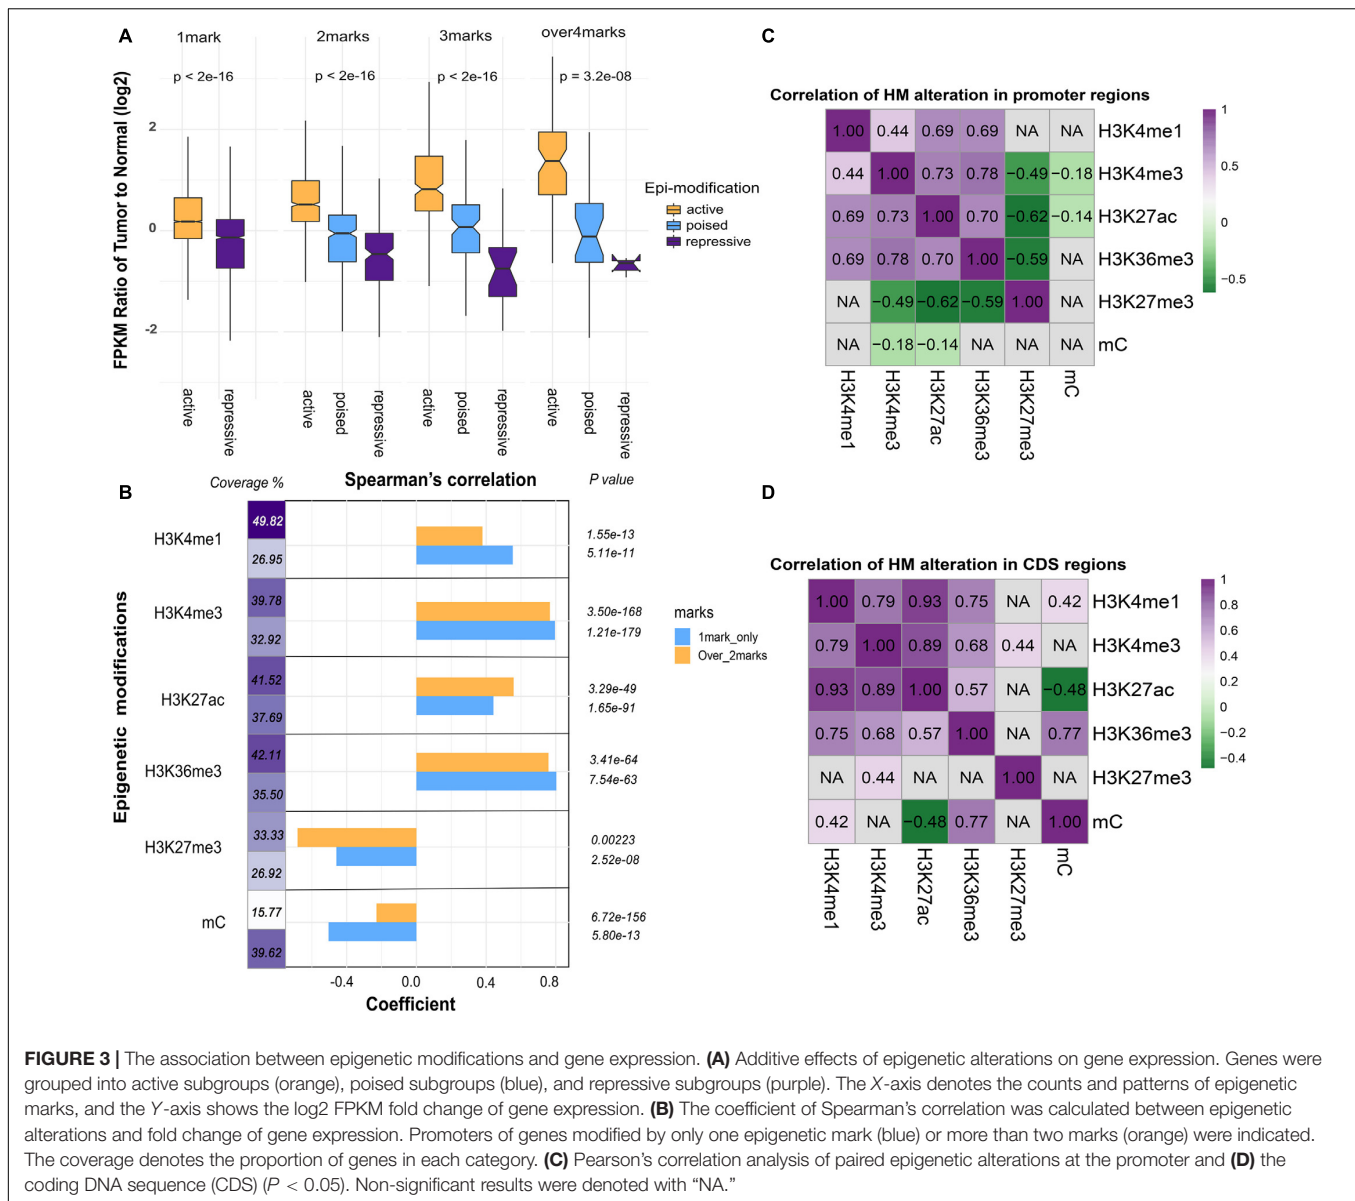 A
1mark
2marks
3marks
over4marks
p < 2e-16
p < 2e-16
p < 2e-16
p = 3.2e-08
FPKM Ratio of Tumor to Normal (log2)
2
0
-2
active
repressive
active
poised
repressive
active
poised
repressive
active
poised
repressive
Epi-modification
active
poised
repressive
B
Coverage %
Spearman's correlation
P value
Epigenetic modifications
H3K4me1
49.82
26.95
1.55e-13
5.11e-11
H3K4me3
39.78
32.92
3.50e-168
1.21e-179
H3K27ac
41.52
37.69
3.29e-49
1.65e-91
H3K36me3
42.11
35.50
3.41e-64
7.54e-63
H3K27me3
33.33
26.92
0.00223
2.52e-08
mC
15.77
39.62
6.72e-156
5.80e-13
-0.4 0.0 0.4 0.8
Coefficient
marks
1mark_only
Over_2marks
C
Correlation of HM alteration in promoter regions
1.00 0.44 0.69 0.69 NA NA H3K4me1
0.44 1.00 0.73 0.78 −0.49 −0.18 H3K4me3
0.69 0.73 1.00 0.70 −0.62 −0.14 H3K27ac
0.69 0.78 0.70 1.00 −0.59 NA H3K36me3
NA −0.49 −0.62 −0.59 1.00 NA H3K27me3
NA −0.18 −0.14 NA NA NA mC
H3K4me1
H3K4me3
H3K27ac
H3K36me3
H3K27me3
mC
1
0.5
0
−0.5
D
Correlation of HM alteration in CDS regions
1.00 0.79 0.93 0.75 NA 0.42 H3K4me1
0.79 1.00 0.89 0.68 0.44 NA H3K4me3
0.93 0.89 1.00 0.57 NA −0.48 H3K27ac
0.75 0.68 0.57 1.00 NA 0.77 H3K36me3
NA 0.44 NA NA 1.00 NA H3K27me3
0.42 NA −0.48 0.77 NA 1.00 mC
H3K4me1
H3K4me3
H3K27ac
H3K36me3
H3K27me3
mC
1
0.8
0.6
0.4
0.2
0
−0.2
−0.4
FIGURE 3 | The association between epigenetic modifications and gene expression. (A) Additive effects of epigenetic alterations on gene expression. Genes were
grouped into active subgroups (orange), poised subgroups (blue), and repressive subgroups (purple). The X-axis denotes the counts and patterns of epigenetic
marks, and the Y-axis shows the log2 FPKM fold change of gene expression. (B) The coefficient of Spearman's correlation was calculated between epigenetic
alterations and fold change of gene expression. Promoters of genes modified by only one epigenetic mark (blue) or more than two marks (orange) were indicated.
The coverage denotes the proportion of genes in each category. (C) Pearson's correlation analysis of paired epigenetic alterations at the promoter and (D) the
coding DNA sequence (CDS) (P < 0.05). Non-significant results were denoted with "NA."